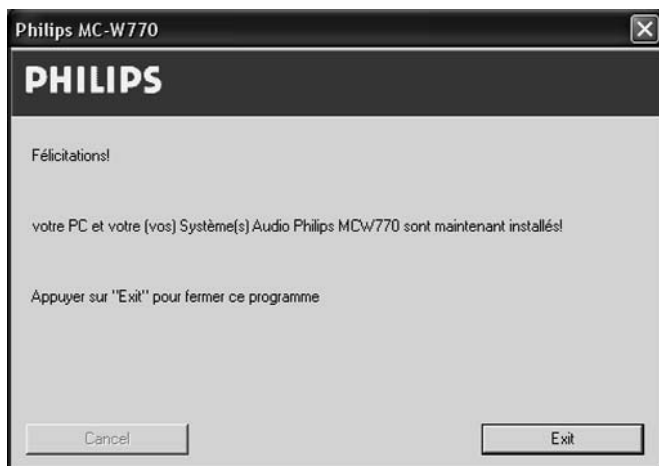 Philips MC-W770
PHILIPS
Félicitations!
votre PC et votre (vos) Système(s) Audio Philips MCW770 sont maintenant installés!
Appuyer sur "Exit" pour fermer ce programme
Cancel
Exit